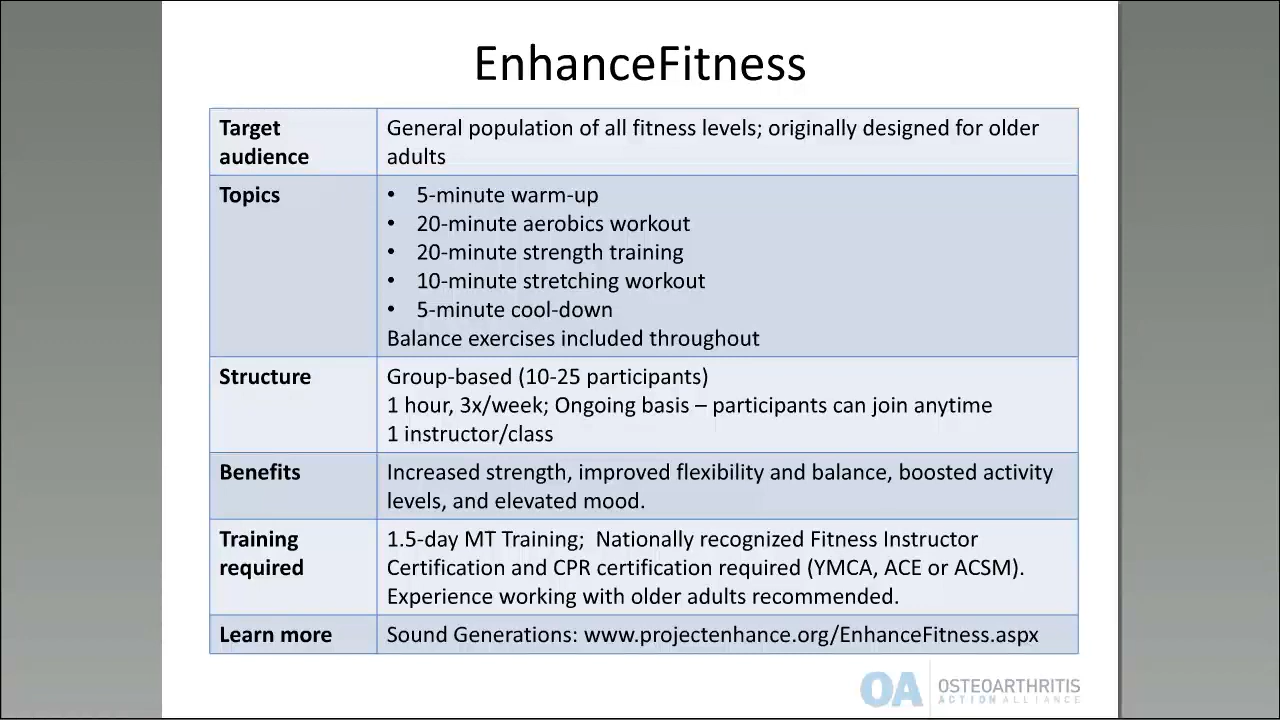 EnhanceFitness
Target
audience
General population of all fitness levels; originally designed for older
adults
Topics
• 5-minute warm-up
• 20-minute aerobics workout
• 20-minute strength training
• 10-minute stretching workout
• 5-minute cool-down
Balance exercises included throughout
Structure
Group-based (10-25 participants)
1 hour, 3x/week; Ongoing basis – participants can join anytime
1 instructor/class
Benefits
Increased strength, improved flexibility and balance, boosted activity
levels, and elevated mood.
Training
required
1.5-day MT Training;  Nationally recognized Fitness Instructor
Certification and CPR certification required (YMCA, ACE or ACSM).
Experience working with older adults recommended.
Learn more
Sound Generations: www.projectenhance.org/EnhanceFitness.aspx
OA
OSTEOARTHRITIS
ACTION ALLIANCE